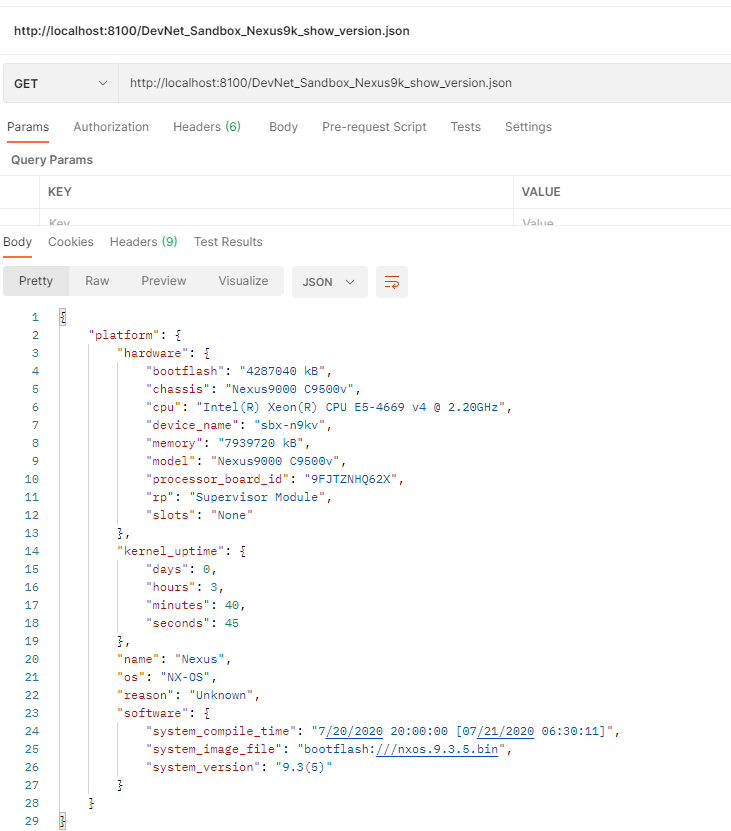 http://localhost:8100/DevNet_Sandbox_Nexus9k_show_version.json
GET http://localhost:8100/DevNet_Sandbox_Nexus9k_show_version.json
Params Authorization Headers (6) Body Pre-request Script Tests Settings
Query Params
KEY VALUE
Key Value
Body Cookies Headers (9) Test Results
Pretty Raw Preview Visualize JSON
1 {
2 "platform": {
3 "hardware": {
4 "bootflash": "4287040 kB",
5 "chassis": "Nexus9000 C9500v",
6 "cpu": "Intel(R) Xeon(R) CPU E5-4669 v4 @ 2.20GHz",
7 "device_name": "sbx-n9kv",
8 "memory": "7939720 kB",
9 "model": "Nexus9000 C9500v",
10 "processor_board_id": "9FJTZNHQ62X",
11 "rp": "Supervisor Module",
12 "slots": "None"
13 },
14 "kernel_uptime": {
15 "days": 0,
16 "hours": 3,
17 "minutes": 40,
18 "seconds": 45
19 },
20 "name": "Nexus",
21 "os": "NX-OS",
22 "reason": "Unknown",
23 "software": {
24 "system_compile_time": "7/20/2020 20:00:00 [07/21/2020 06:30:11]",
25 "system_image_file": "bootflash:///nxos.9.3.5.bin",
26 "system_version": "9.3(5)"
27 }
28 }
29 }